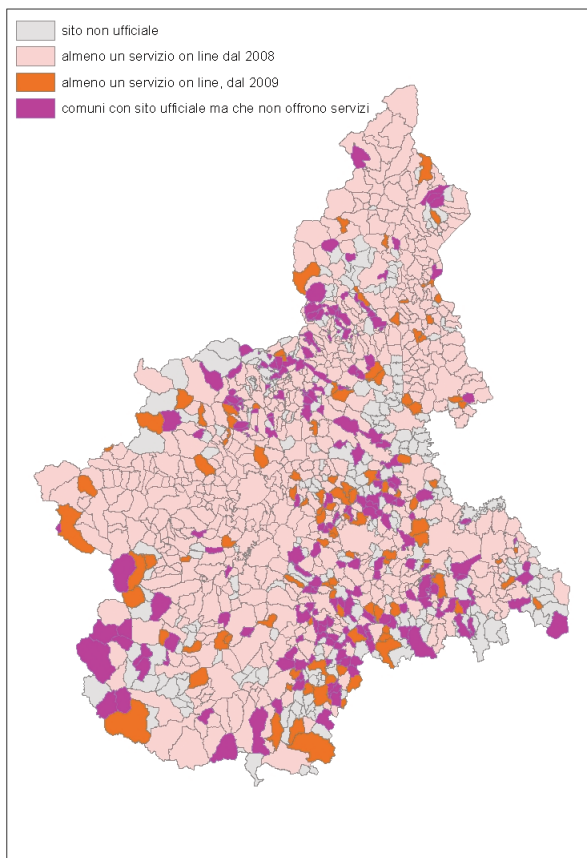 sito non ufficiale
almeno un servizio on line dal 2008
almeno un servizio on line, dal 2009
comuni con sito ufficiale ma che non offrono servizi